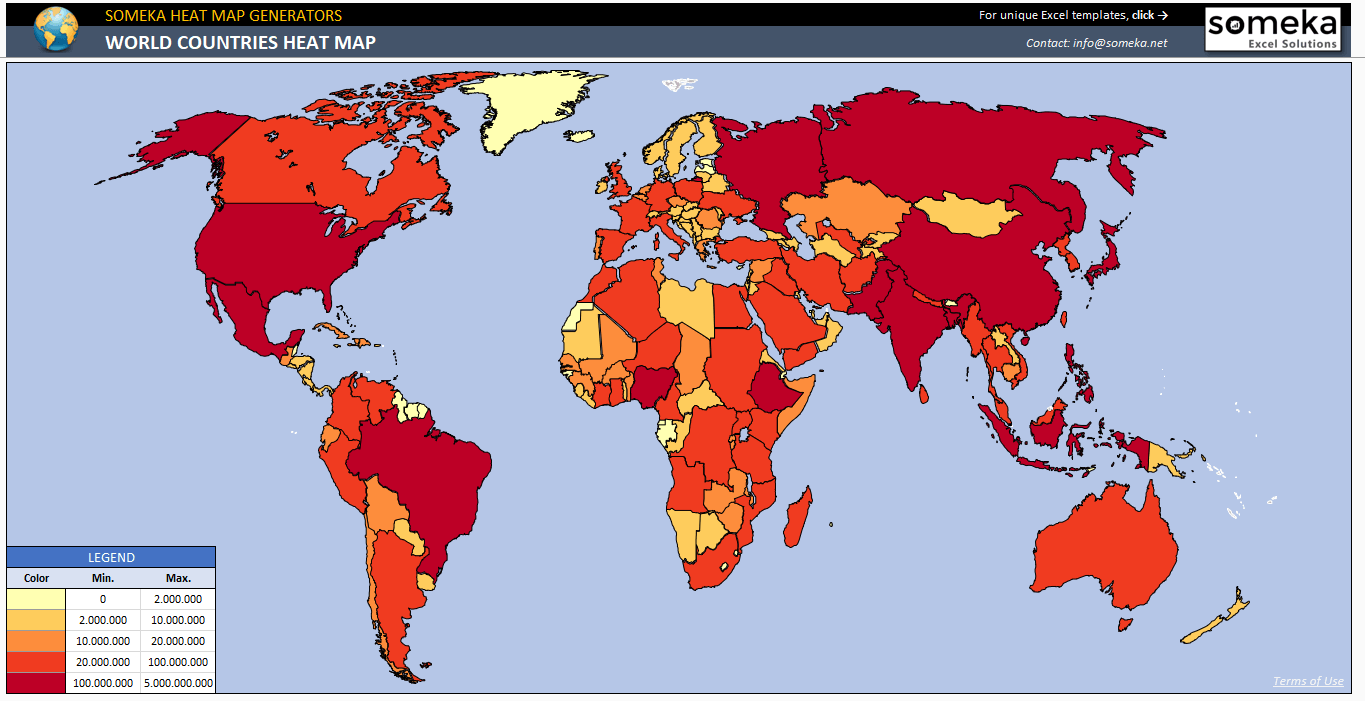 SOMEKA HEAT MAP GENERATORS
WORLD COUNTRIES HEAT MAP
For unique Excel templates, click →
Contact: info@someka.net
someka
Excel Solutions
LEGEND
Color Min. Max.
0 2.000.000
2.000.000 10.000.000
10.000.000 20.000.000
20.000.000 100.000.000
100.000.000 5.000.000.000
Terms of Use